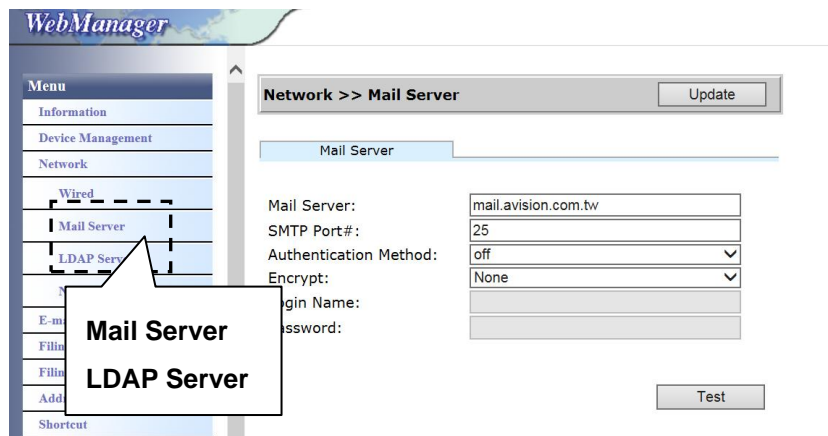 WebManager
Menu
Information
Device Management
Network
Wired
Mail Server
LDAP Serv
E-m
Filin
Filin
Add
Shortcut
Mail Server
LDAP Server
Network >> Mail Server
Update
Mail Server
Mail Server: mail.avision.com.tw
SMTP Port#: 25
Authentication Method: off
Encrypt: None
ogin Name:
assword:
Test